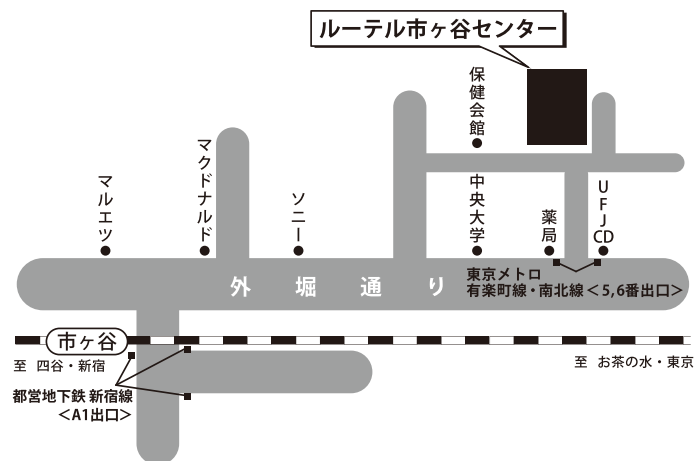 ルーテル市ヶ谷センター
保健会館
マクドナルド
マルエツ
ソニー
中央大学
薬局
UFJCD
外堀通り
東京メトロ
有楽町線・南北線＜5,6番出口＞
市ヶ谷
至 四谷・新宿
至 お茶の水・東京
都営地下鉄 新宿線
＜A1出口＞